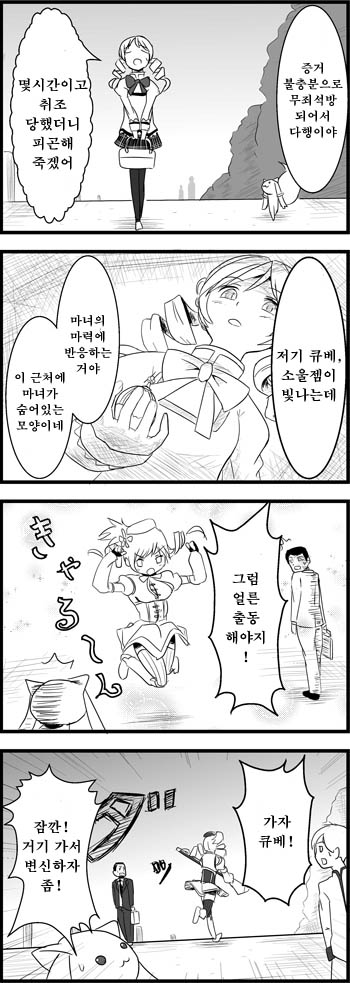 증거
불충분으로
무죄석방
되어서
다행이야
몇시간이고
취조
당했더니
피곤해
죽겠어
저기 큐베,
소울젬이
빛나는데
마녀의
마력에
반응하는
거야
이 근처에
마녀가
숨어있는
모양이네
그럼
얼른
출동
해야지
!
きゃる〜ん
가자
큐베!
잠깐!
거기 가서
변신하자
좀!